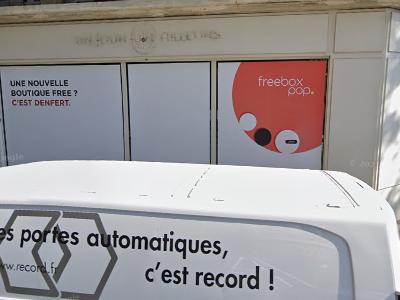 UNE NOUVELLE
BOUTIQUE FREE ?
C'EST DENFERT.
freebox
pop
es portes automatiques,
www.record.fr
c'est record !